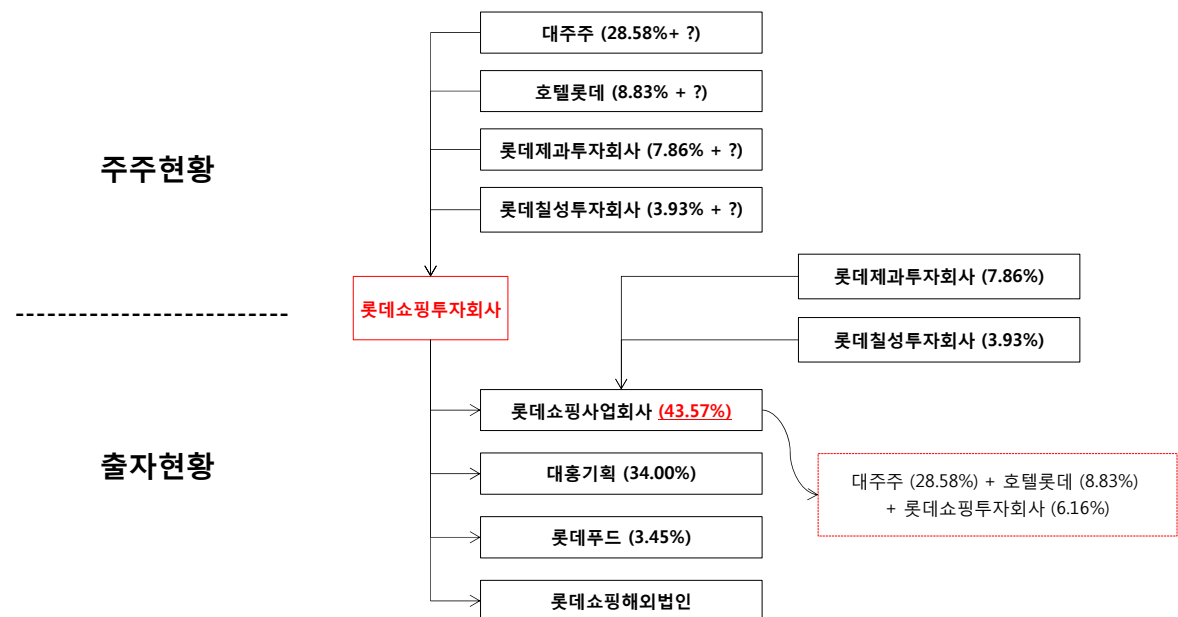 대주주 (28.58%+ ?)
호텔롯데 (8.83% + ?)
롯데제과투자회사 (7.86% + ?)
롯데칠성투자회사 (3.93% + ?)
주주현황
롯데쇼핑투자회사
롯데제과투자회사 (7.86%)
롯데칠성투자회사 (3.93%)
출자현황
롯데쇼핑사업회사 (43.57%)
대홍기획 (34.00%)
롯데푸드 (3.45%)
롯데쇼핑해외법인
대주주 (28.58%) + 호텔롯데 (8.83%)
+ 롯데쇼핑투자회사 (6.16%)